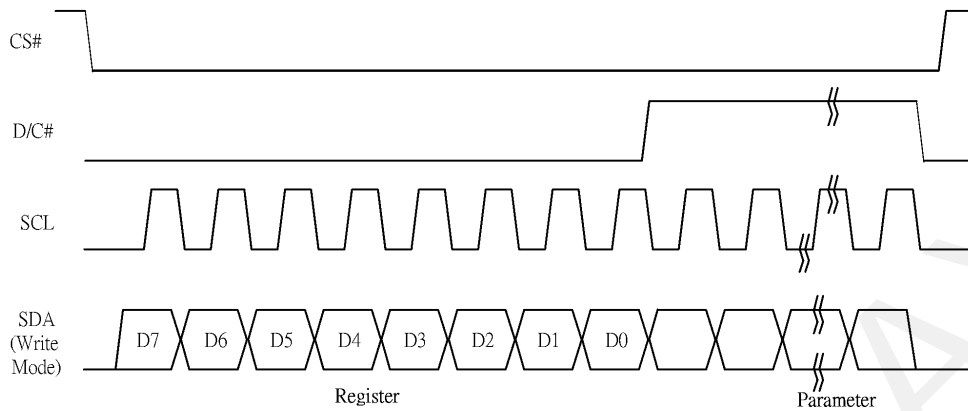 CS#
D/C#
SCL
SDA
(Write
Mode)
D7 D6 D5 D4 D3 D2 D1 D0
Register
Parameter